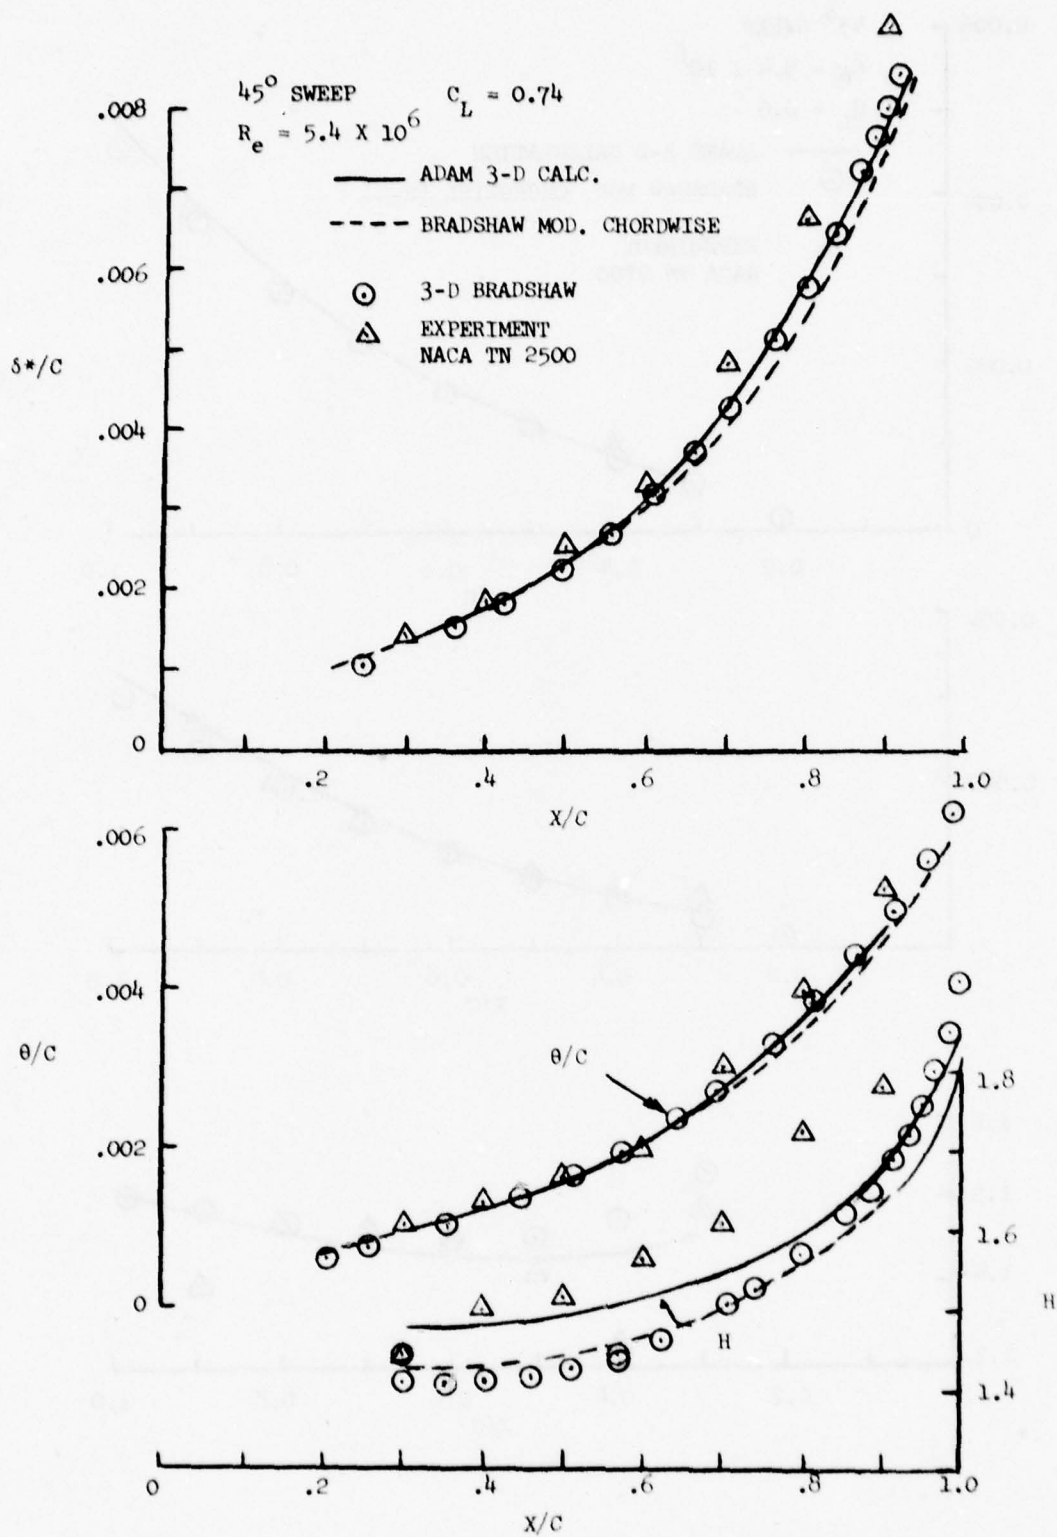 45° SWEEP C_L = 0.74
R_e = 5.4 X 10^6
ADAM 3-D CALC.
BRADSHAW MOD. CHORDWISE
3-D BRADSHAW
EXPERIMENT
NACA TN 2500
δ*/C
.008
.006
.004
.002
0
.2 .4 .6 .8 1.0
X/C
.006
.004
.002
0
θ/C
θ/C
H
1.8
1.6
1.4
H
0 .2 .4 .6 .8 1.0
X/C